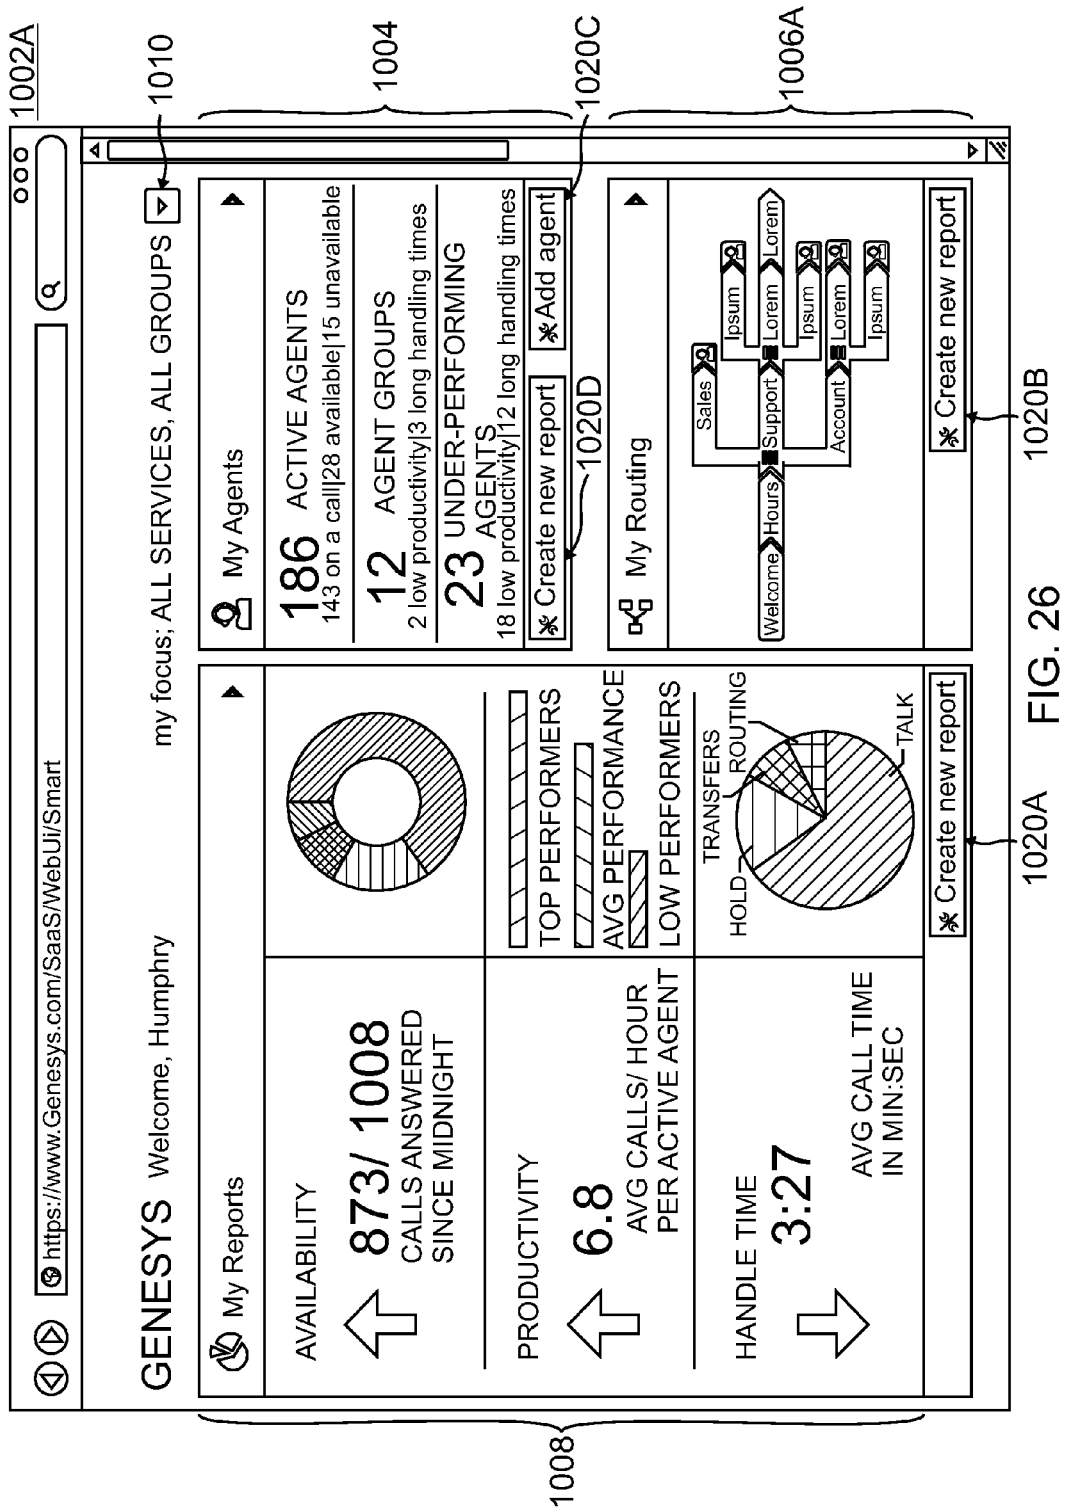 1002A
https://www.Genesys.com/SaaS/WebUi/Smart
GENESYS Welcome, Humphry
my focus; ALL SERVICES, ALL GROUPS
1010
My Reports
AVAILABILITY
873/ 1008
CALLS ANSWERED
SINCE MIDNIGHT
PRODUCTIVITY
6.8
AVG CALLS/ HOUR
PER ACTIVE AGENT
TOP PERFORMERS
AVG PERFORMANCE
LOW PERFORMERS
HANDLE TIME
3:27
AVG CALL TIME
IN MIN:SEC
HOLD
TRANSFERS
ROUTING
TALK
Create new report
1008
1020A
My Agents
186 ACTIVE AGENTS
143 on a call|28 available|15 unavailable
12 AGENT GROUPS
2 low productivity|3 long handling times
23 UNDER-PERFORMING
AGENTS
18 low productivity|12 long handling times
Create new report
Add agent
1004
1020C
1020D
My Routing
Welcome
Hours
Sales
Support
Account
Ipsum
Lorem
Lorem
Ipsum
Lorem
Ipsum
Create new report
1006A
1020B
FIG. 26